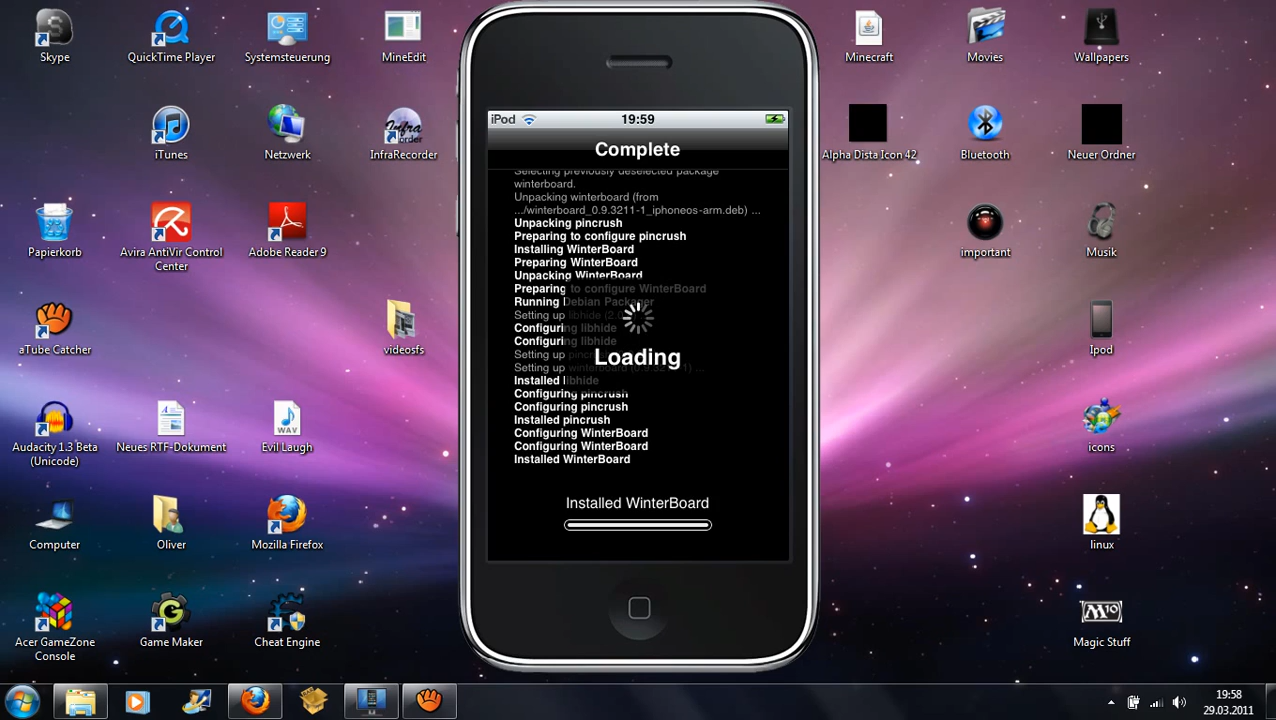 Skype
QuickTime Player
Systemsteuerung
MineEdit
Minecraft
Movies
Wallpapers
iTunes
Netzwerk
InfraRecorder
Alpha Dista Icon 42
Bluetooth
Neuer Ordner
Papierkorb
Avira AntiVir Control
Center
Adobe Reader 9
important
Musik
aTube Catcher
videosfs
Ipod
Audacity 1.3 Beta
(Unicode)
Neues RTF-Dokument
Evil Laugh
icons
Computer
Oliver
Mozilla Firefox
linux
Acer GameZone
Console
Game Maker
Cheat Engine
Magic Stuff
iPod
19:59
Complete
Selecting previously deselected package
winterboard.
Unpacking winterboard (from
.../winterboard_0.9.3211-1_iphoneos-arm.deb) ...
Unpacking pincrush
Preparing to configure pincrush
Installing WinterBoard
Preparing WinterBoard
Unpacking WinterBoard
Preparing to configure WinterBoard
Running Debian Packager
Setting up libhide
Configuring libhide
Configuring libhide
Setting up
Loading
Setting up winterboard
Installed libhide
Configuring pincrush
Configuring pincrush
Installed pincrush
Configuring WinterBoard
Configuring WinterBoard
Installed WinterBoard
Installed WinterBoard
19:58
29.03.2011